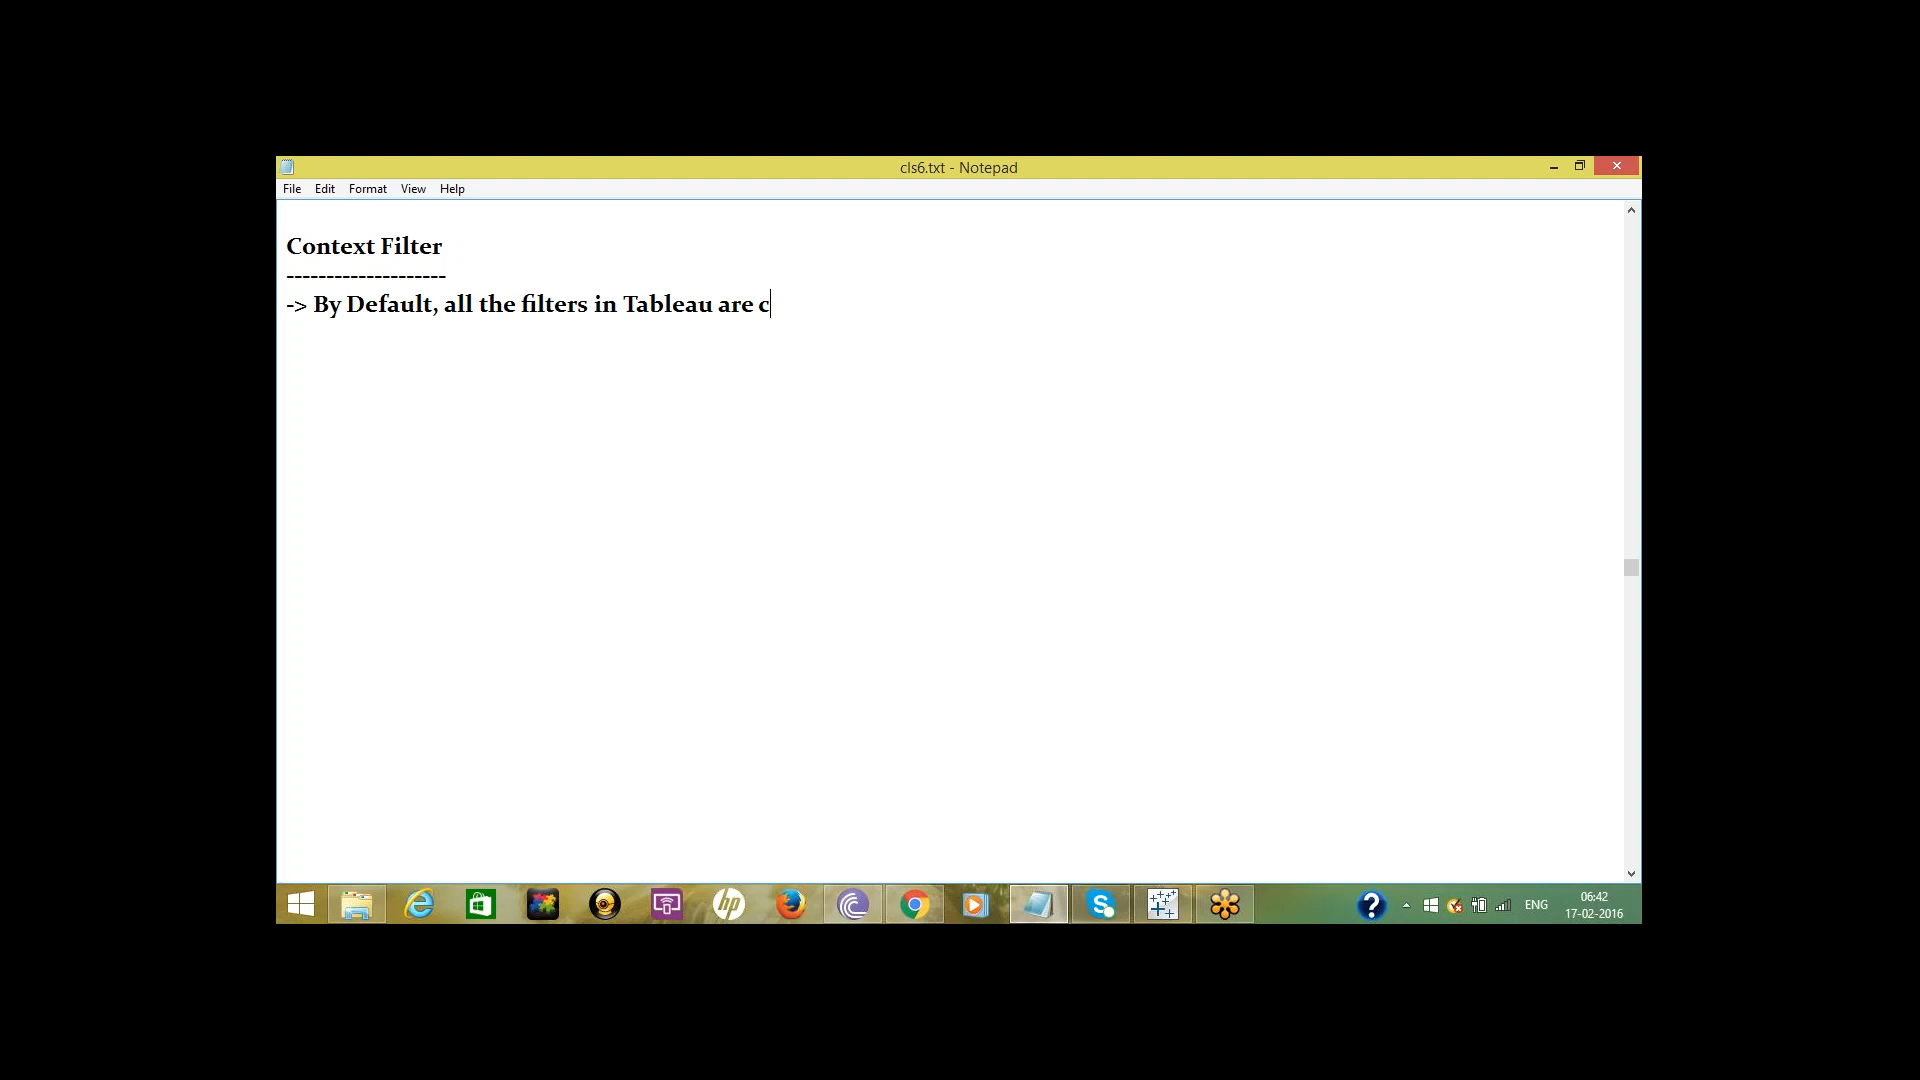 cls6.txt - Notepad
File Edit Format View Help
Context Filter
--------------------
-> By Default, all the filters in Tableau are c
hp
S
?
ENG
06:42
17-02-2016